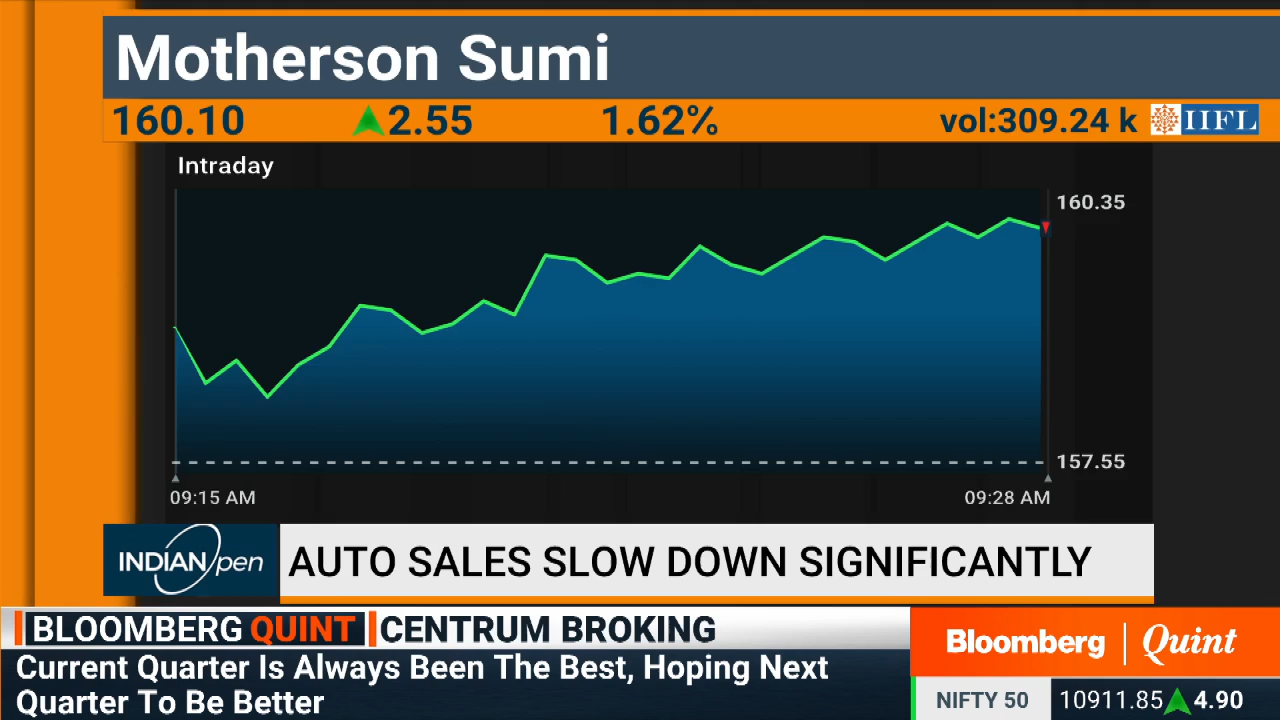 Motherson Sumi
160.10 2.55 1.62% vol:309.24 k IIFL
Intraday
160.35
157.55
09:15 AM 09:28 AM
INDIAN Open AUTO SALES SLOW DOWN SIGNIFICANTLY
BLOOMBERG QUINT CENTRUM BROKING
Current Quarter Is Always Been The Best, Hoping Next
Quarter To Be Better
Bloomberg | Quint
NIFTY 50 10911.85 4.90